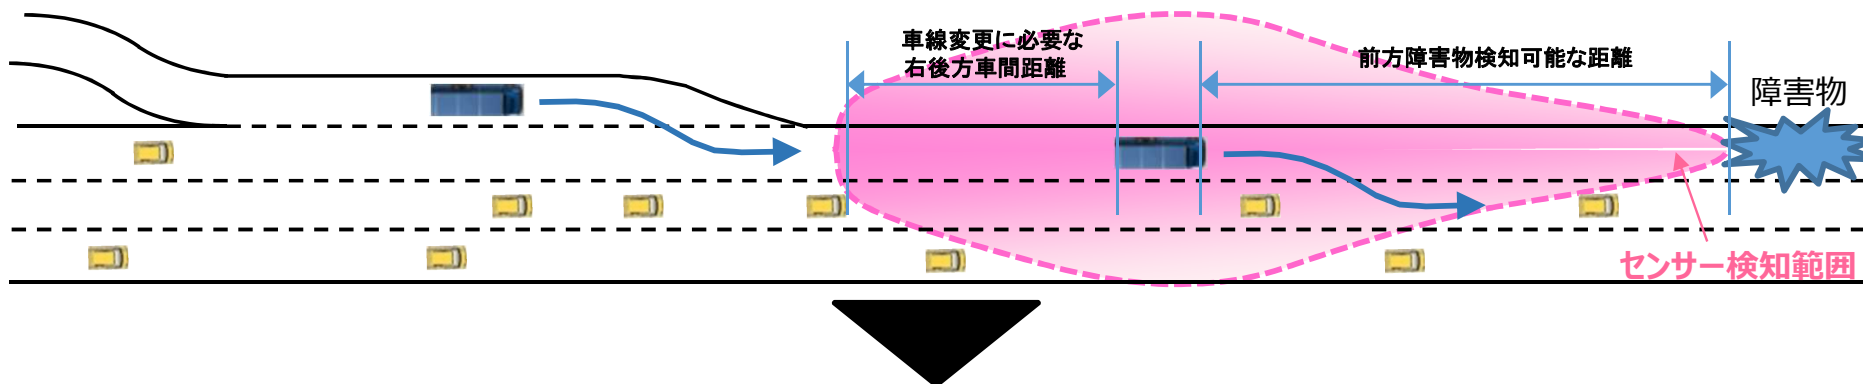 車線変更に必要な
右後方車間距離
前方障害物検知可能な距離
障害物
センサー検知範囲